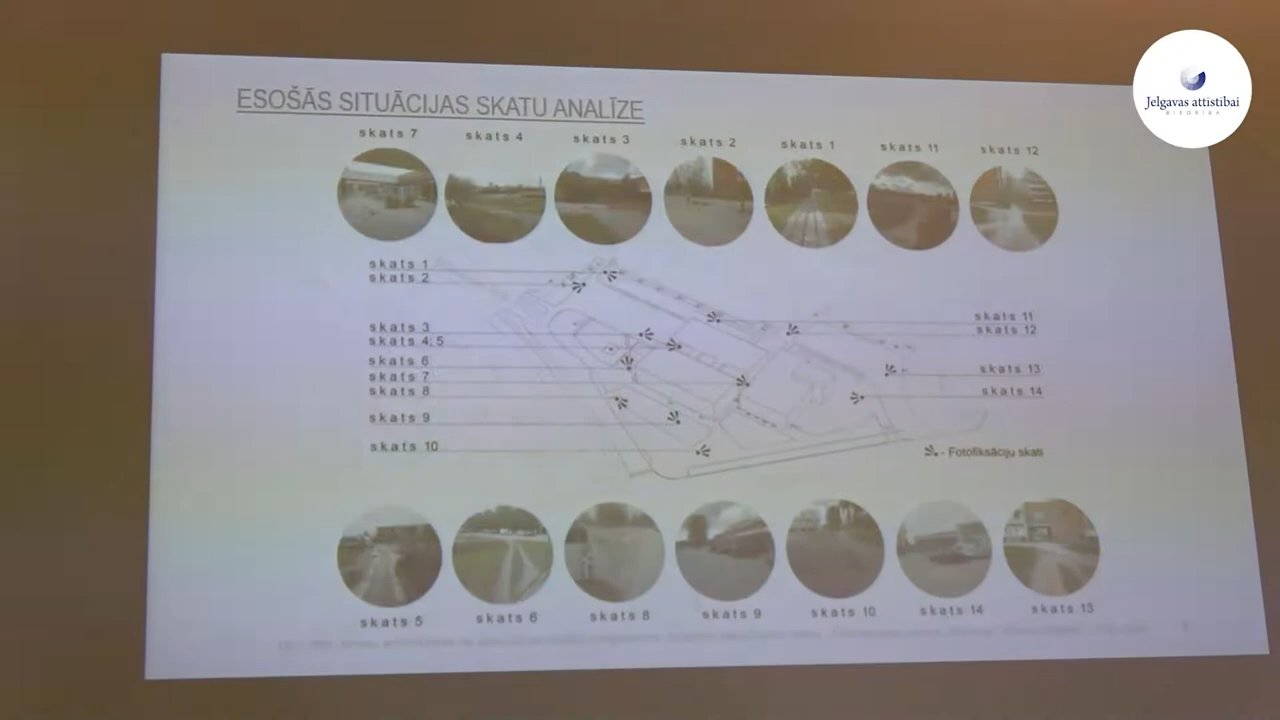 Jelgavas attīstībai
BIEDRĪBA
ESOŠĀS SITUĀCIJAS SKATU ANALĪZE
skats 7 skats 4 skats 3 skats 2 skats 1 skats 11 skats 12
skats 1
skats 2
skats 3
skats 4; 5
skats 6
skats 7
skats 8
skats 9
skats 10
skats 11
skats 12
skats 13
skats 14
- Fotofiksāciju skati
skats 5 skats 6 skats 8 skats 9 skats 10 skats 14 skats 13